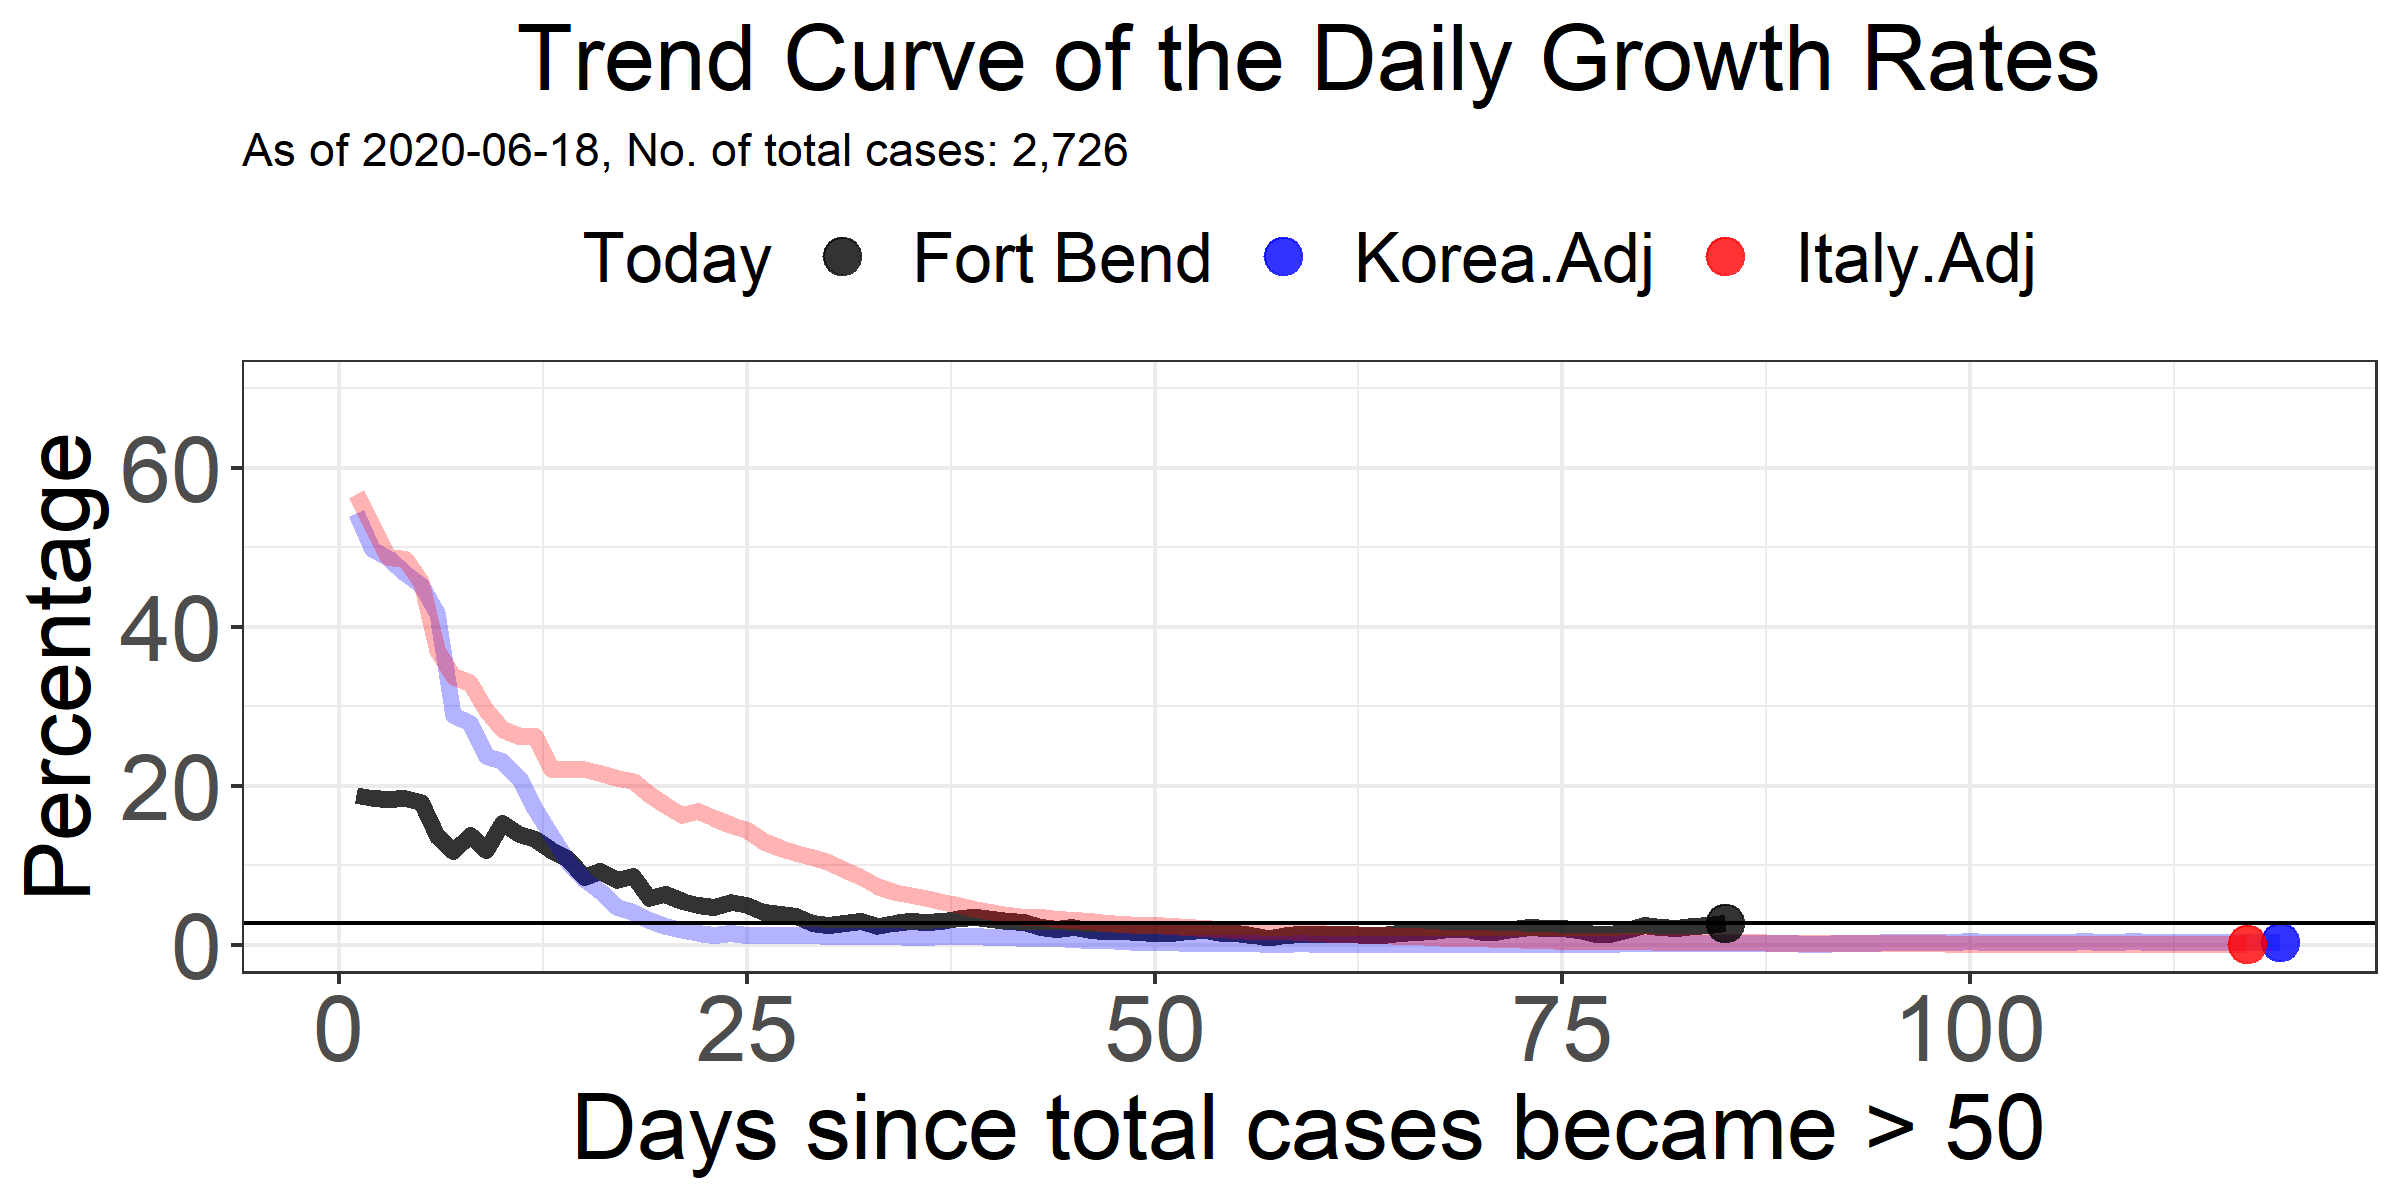 Trend Curve of the Daily Growth Rates
As of 2020-06-18, No. of total cases: 2,726
Today Fort Bend Korea.Adj Italy.Adj
Percentage
60
40
20
0
0 25 50 75 100
Days since total cases became > 50